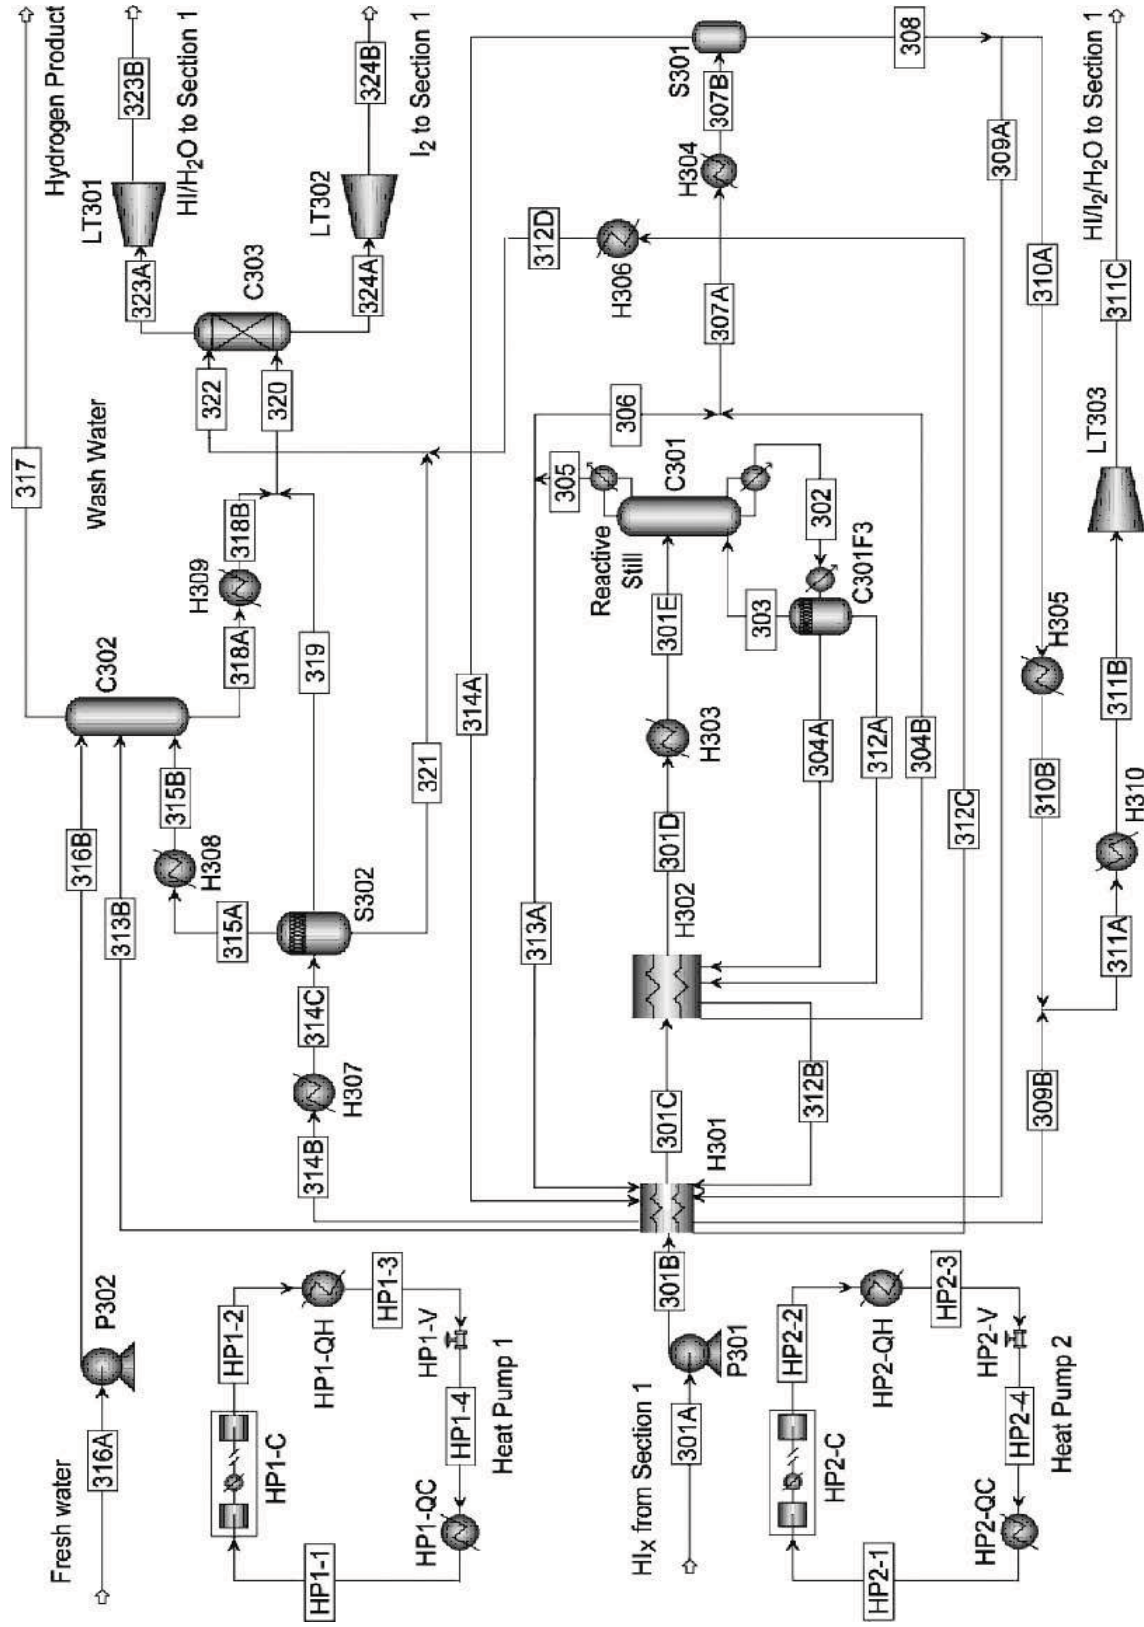 Fresh water
316A
P302
316B
313B
317
Hydrogen Product
Wash Water
C302
315B
H308
315A
318A
H309
318B
S302
319
321
314C
H307
314B
322
320
C303
323A
LT301
323B
HI/H2O to Section 1
324A
LT302
324B
I2 to Section 1
HP1-1
HP1-C
HP1-2
HP1-QH
HP1-3
HP1-V
HP1-4
HP1-QC
Heat Pump 1
314A
313A
305
306
312D
H306
307A
H304
307B
S301
308
309A
310A
HIx from Section 1
301A
P301
301B
H301
301C
H302
301D
H303
301E
Reactive
Still
C301
302
303
C301F3
304A
312A
304B
312B
312C
309B
310B
H305
HP2-1
HP2-C
HP2-2
HP2-QH
HP2-3
HP2-V
HP2-4
HP2-QC
Heat Pump 2
311A
H310
311B
LT303
311C
HI/I2/H2O to Section 1